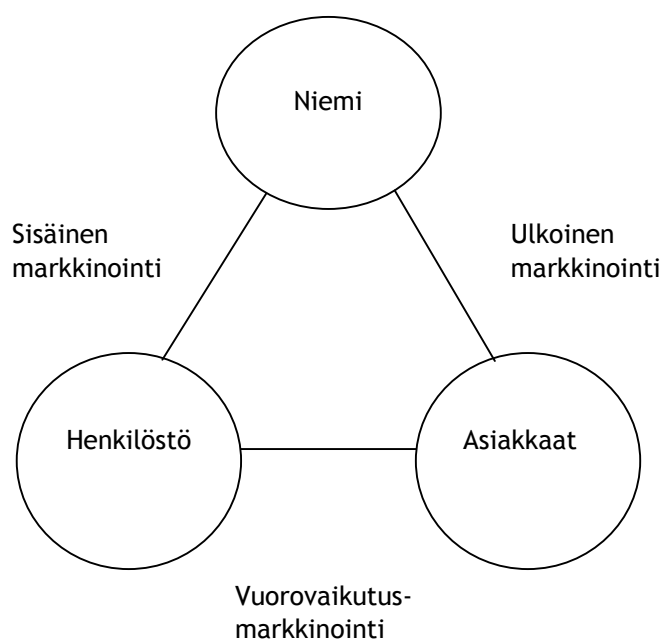 Niemi
Sisäinen
markkinointi
Ulkoinen
markkinointi
Henkilöstö
Asiakkaat
Vuorovaikutus-
markkinointi